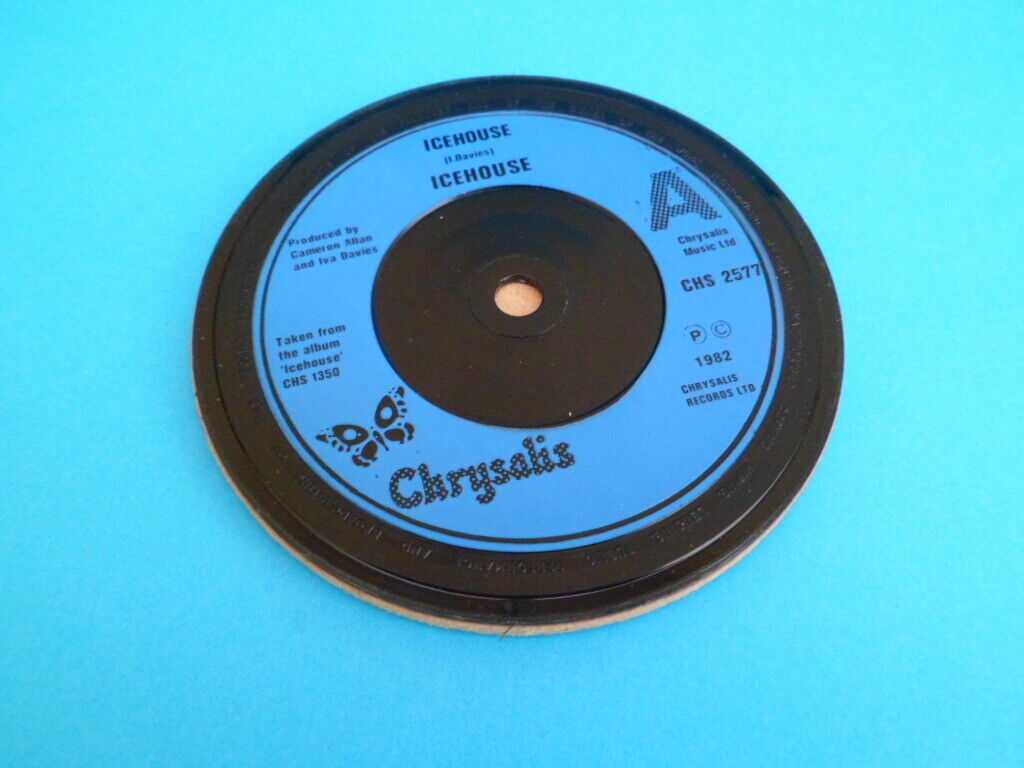 ICEHOUSE
(I.Davies)
ICEHOUSE
A
Produced by
Cameron Allan
and Iva Davies
Chrysalis
Music Ltd
CHS 2577
Taken from
the album
'Icehouse'
CHS 1350
Ⓟ ©
1982
CHRYSALIS
RECORDS LTD
Chrysalis